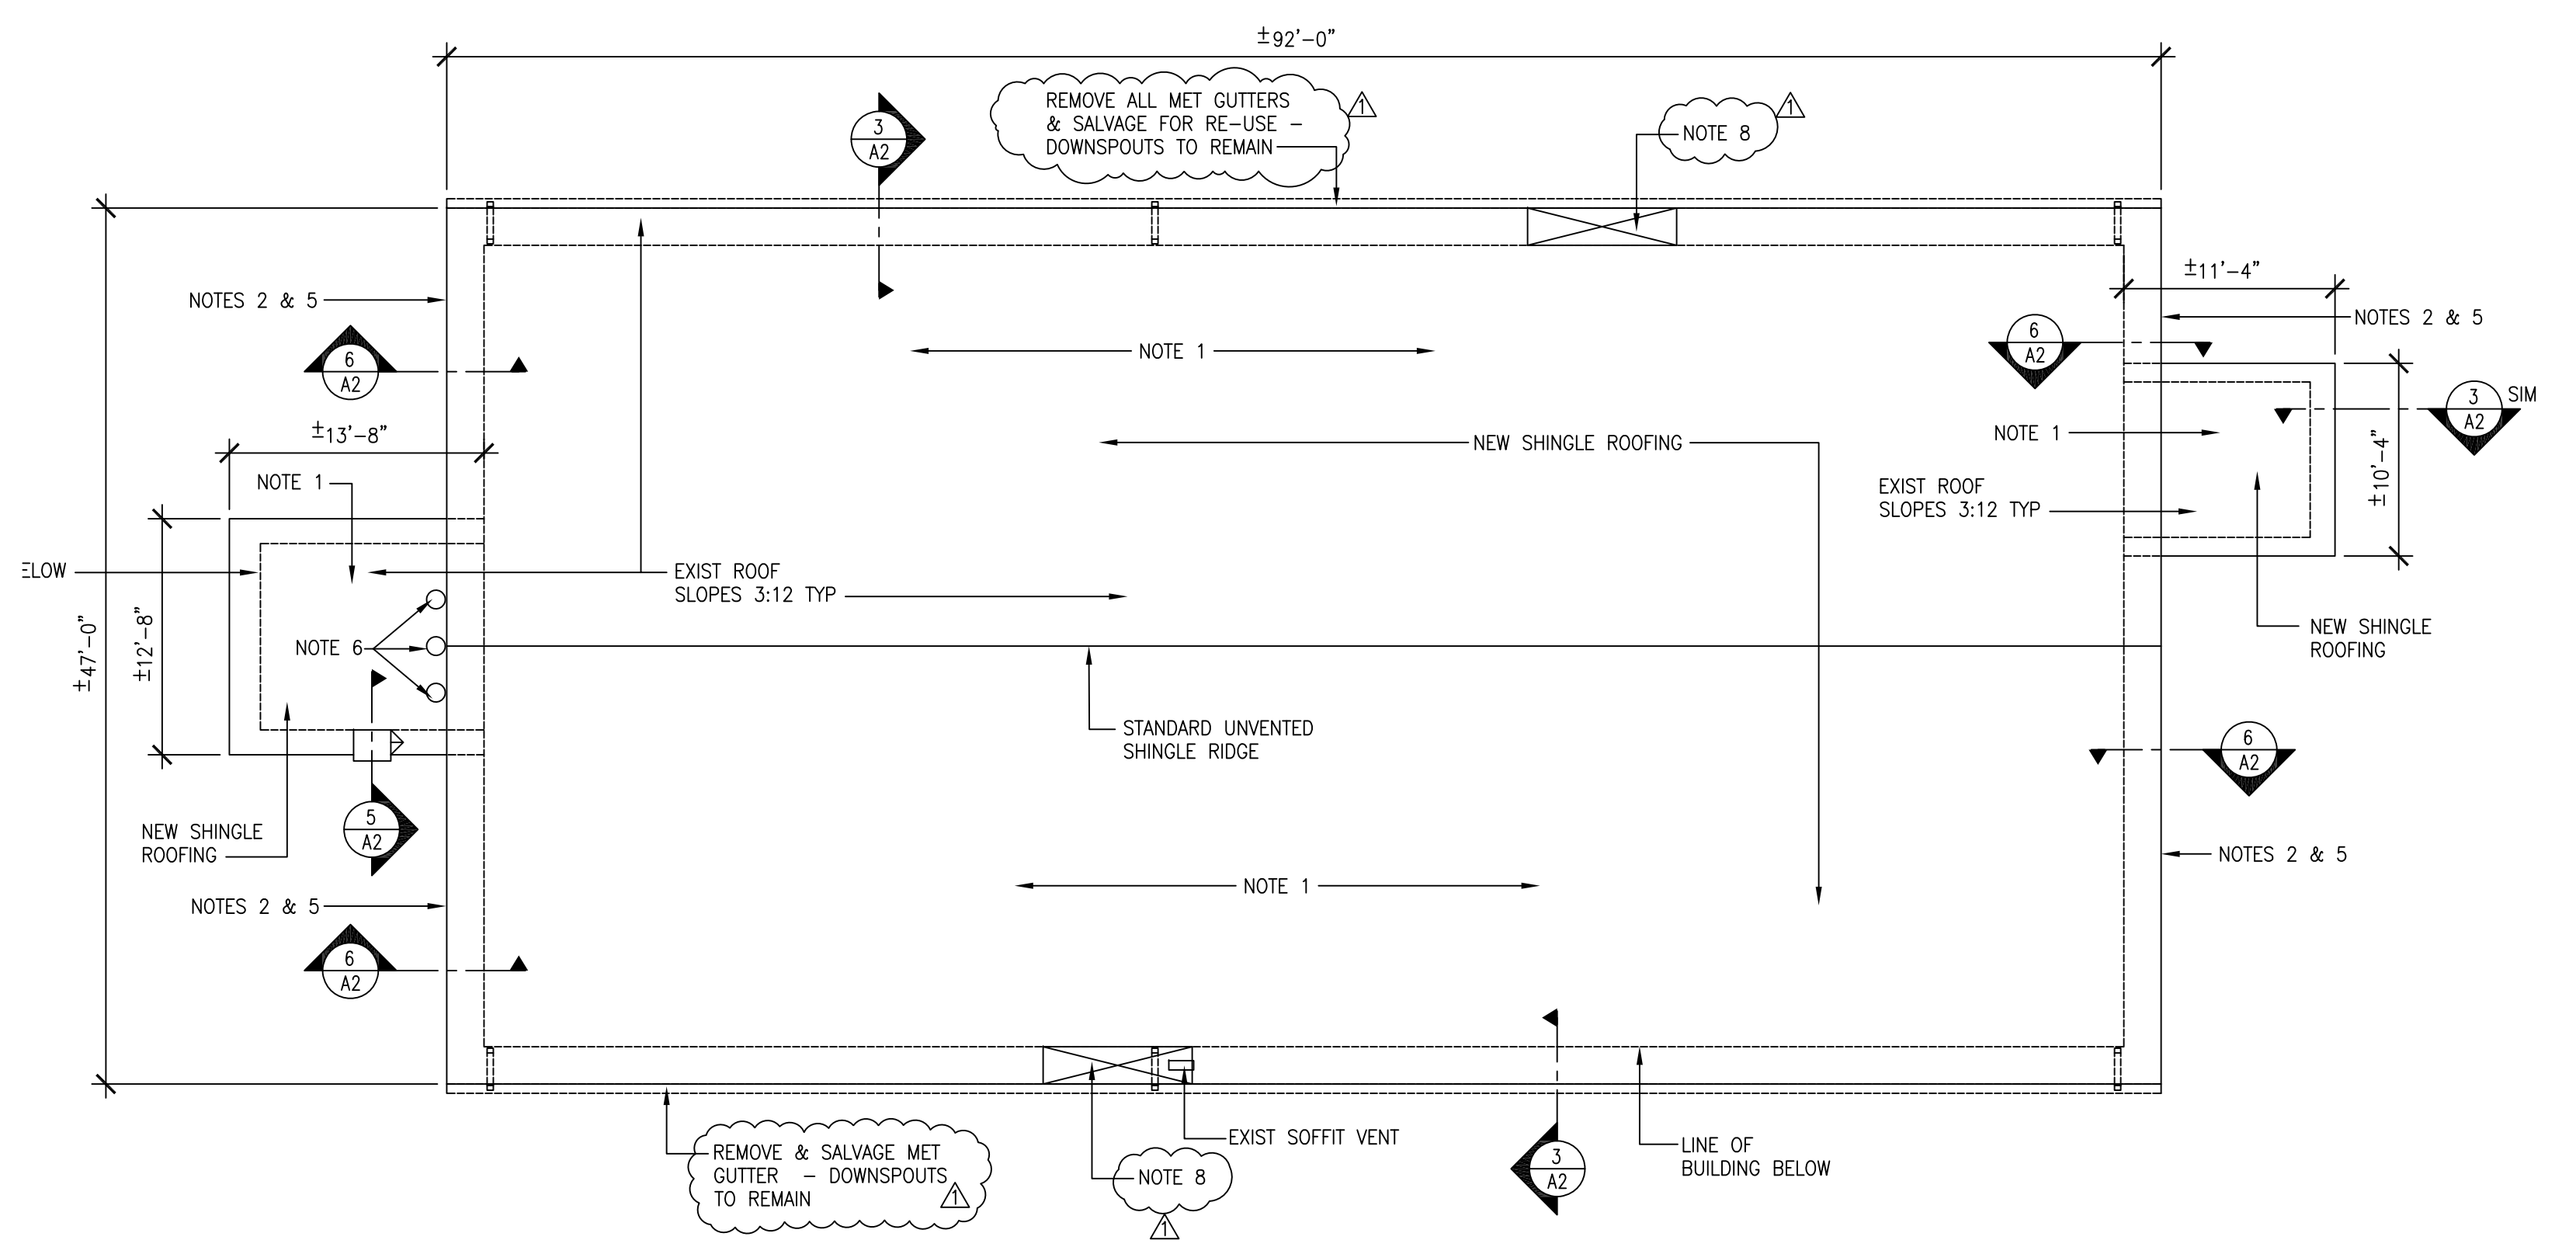 ±92'-0"
REMOVE ALL MET GUTTERS
& SALVAGE FOR RE-USE -
DOWNSPOUTS TO REMAIN
1
NOTE 8
1
3
A2
±11'-4"
NOTES 2 & 5
NOTES 2 & 5
6
A2
6
A2
NOTE 1
3
A2
SIM
±13'-8"
NOTE 1
NEW SHINGLE ROOFING
NOTE 1
±10'-4"
EXIST ROOF
SLOPES 3:12 TYP
ELOW
EXIST ROOF
SLOPES 3:12 TYP
±47'-0"
±12'-8"
NOTE 6
NEW SHINGLE
ROOFING
STANDARD UNVENTED
SHINGLE RIDGE
6
A2
5
A2
NEW SHINGLE
ROOFING
NOTES 2 & 5
NOTE 1
NOTES 2 & 5
6
A2
EXIST SOFFIT VENT
REMOVE & SALVAGE MET
GUTTER - DOWNSPOUTS
TO REMAIN
1
NOTE 8
1
3
A2
LINE OF
BUILDING BELOW